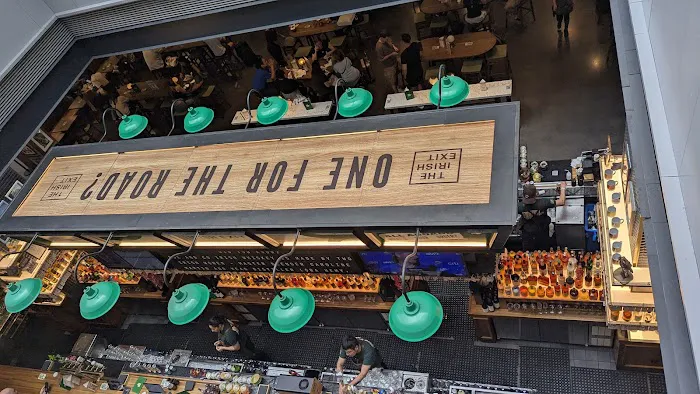 THE
IRISH
EXIT
ONE FOR THE ROAD?
THE
IRISH
EXIT